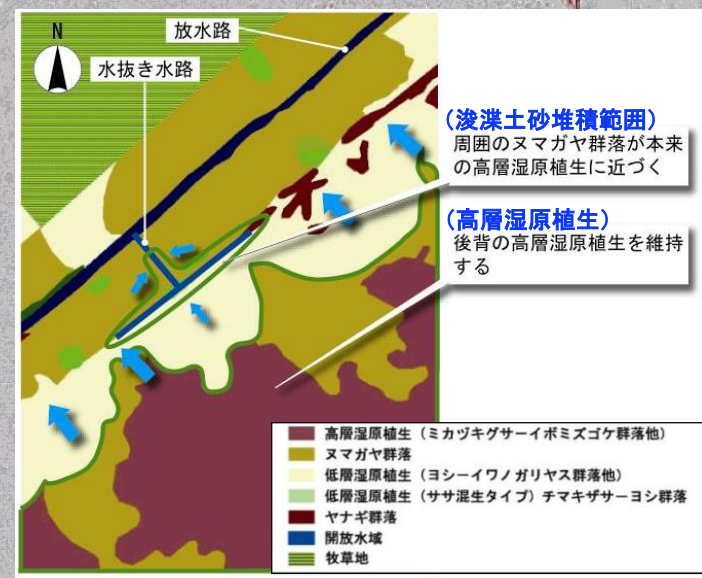 N
放水路
水抜き水路
(浚渫土砂堆積範囲)
周囲のヌマガヤ群落が本来
の高層湿原植生に近づく
(高層湿原植生)
後背の高層湿原植生を維持
する
高層湿原植生(ミカヅキグサーイボミズゴケ群落他)
ヌマガヤ群落
低層湿原植生(ヨシーイワノガリヤス群落他)
低層湿原植生(ササ混生タイプ)チマキザサーヨシ群落
ヤナギ群落
開放水域
牧草地